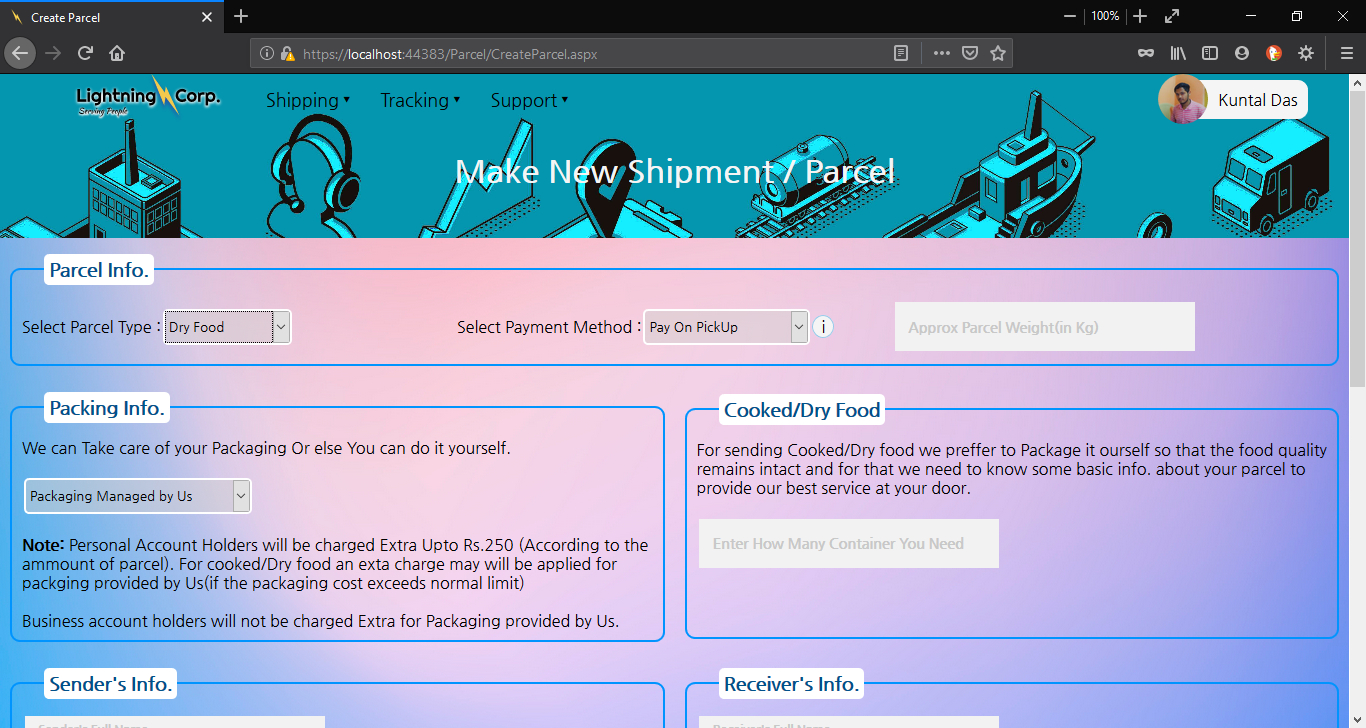 Create Parcel
100%
https://localhost:44383/Parcel/CreateParcel.aspx
Lightning Corp.
Serving People
Shipping ▾
Tracking ▾
Support ▾
Kuntal Das
Make New Shipment / Parcel
Parcel Info.
Select Parcel Type : Dry Food
Select Payment Method : Pay On PickUp
i
Approx Parcel Weight(in Kg)
Packing Info.
We can Take care of your Packaging Or else You can do it yourself.
Packaging Managed by Us
Note: Personal Account Holders will be charged Extra Upto Rs.250 (According to the
ammount of parcel). For cooked/Dry food an exta charge may will be applied for
packging provided by Us(if the packaging cost exceeds normal limit)
Business account holders will not be charged Extra for Packaging provided by Us.
Cooked/Dry Food
For sending Cooked/Dry food we preffer to Package it ourself so that the food quality
remains intact and for that we need to know some basic info. about your parcel to
provide our best service at your door.
Enter How Many Container You Need
Sender's Info.
Sender's Full Name
Receiver's Info.
Receiver's Full Name